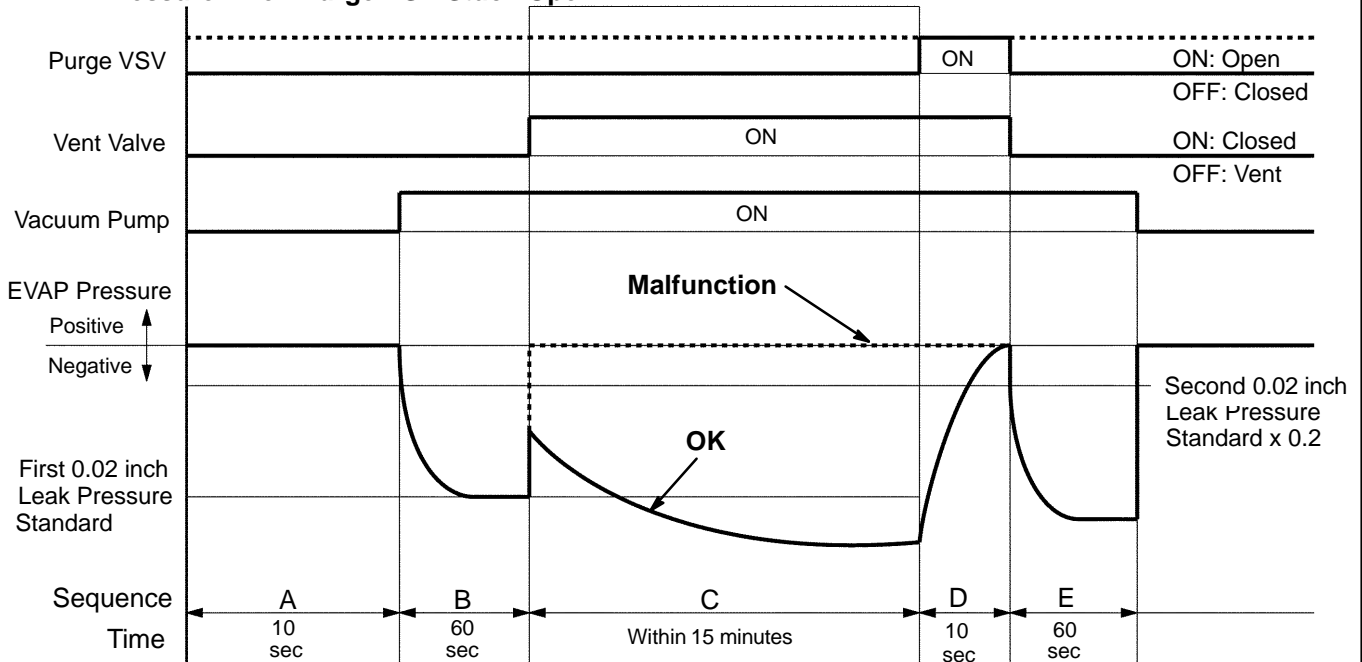 Purge VSV
ON
ON: Open
OFF: Closed
Vent Valve
ON
ON: Closed
OFF: Vent
Vacuum Pump
ON
EVAP Pressure
Positive
Negative
Malfunction
OK
Second 0.02 inch
Leak Pressure
Standard x 0.2
First 0.02 inch
Leak Pressure
Standard
Sequence
A
B
C
D
E
Time
10
sec
60
sec
Within 15 minutes
10
sec
60
sec